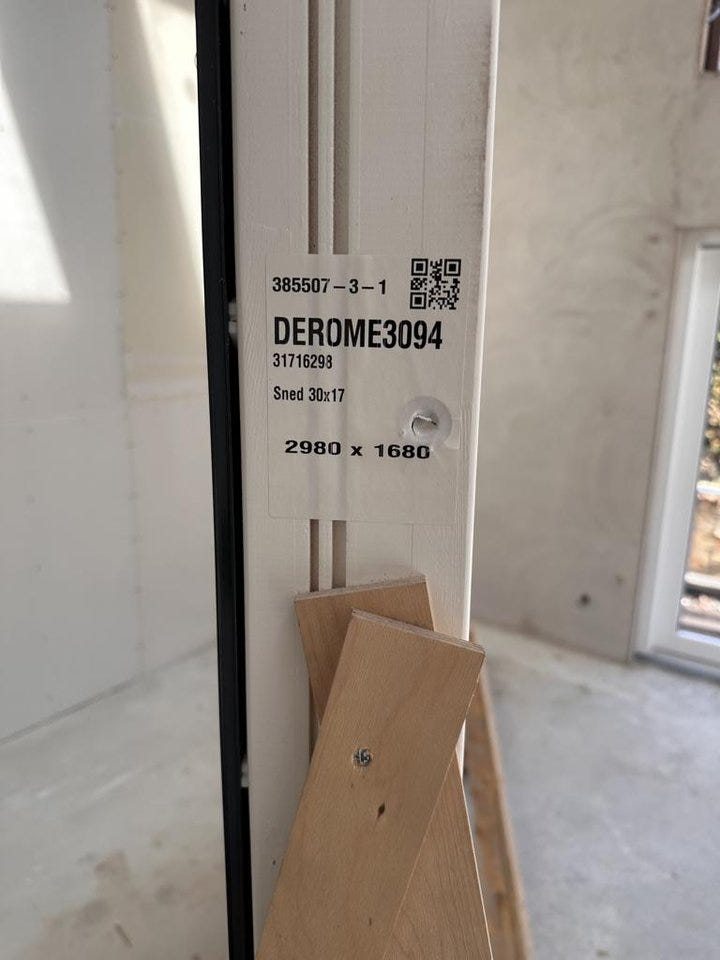 385507-3-1
DEROME3094
31716298
Sned 30x17
2980 x 1680